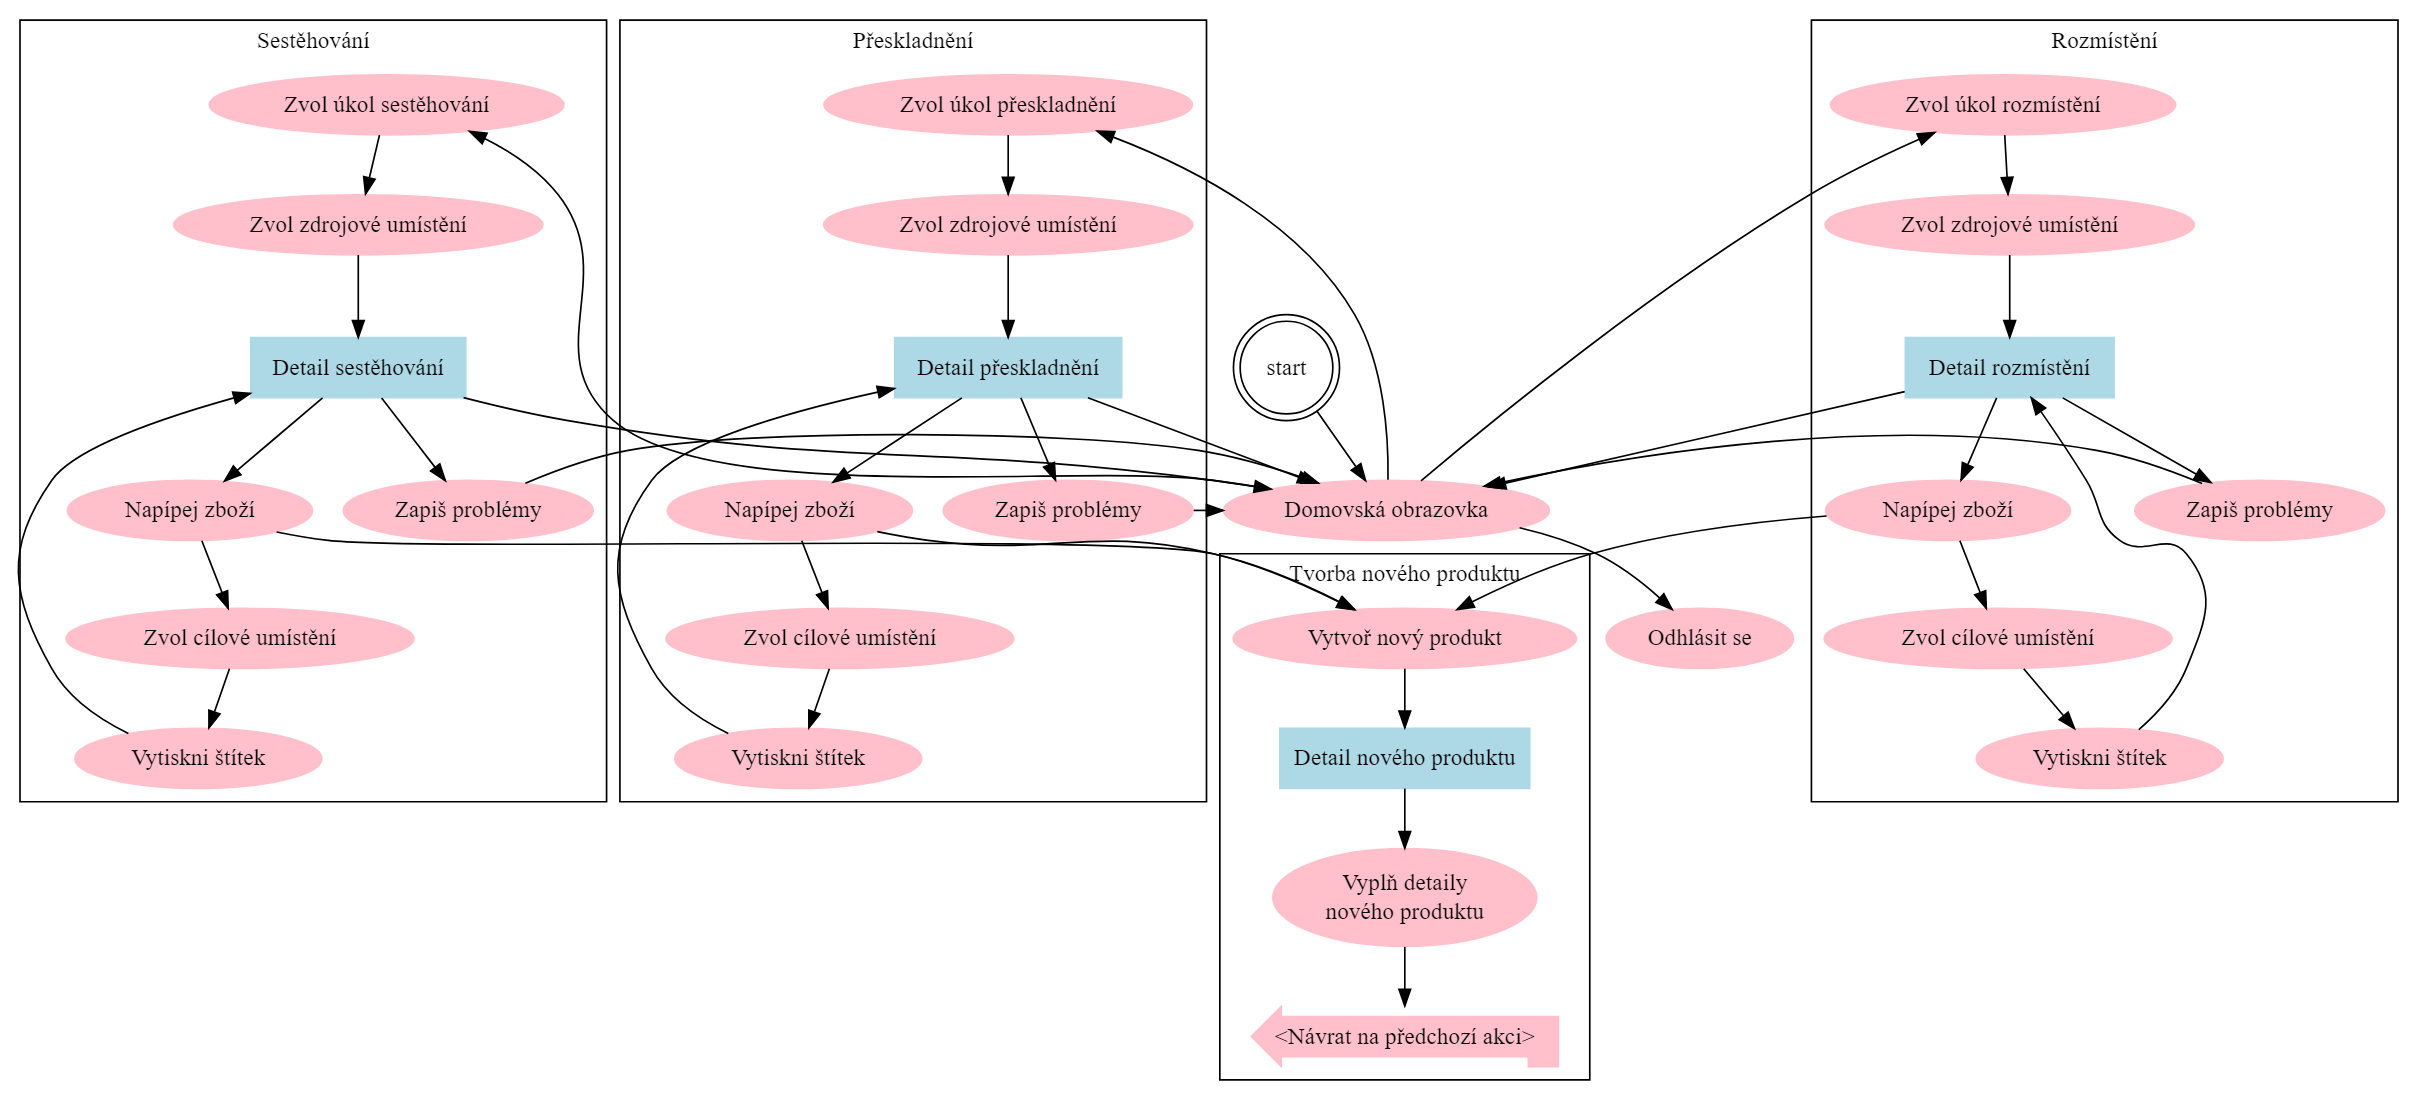 Sestěhování
Zvol úkol sestěhování
Zvol zdrojové umístění
Detail sestěhování
Napípej zboží
Zapiš problémy
Zvol cílové umístění
Vytiskni štítek
Přeskladnění
Zvol úkol přeskladnění
Zvol zdrojové umístění
Detail přeskladnění
Napípej zboží
Zapiš problémy
Zvol cílové umístění
Vytiskni štítek
start
Domovská obrazovka
Tvorba nového produktu
Vytvoř nový produkt
Detail nového produktu
Vyplň detaily
nového produktu
<Návrat na předchozí akci>
Odhlásit se
Rozmístění
Zvol úkol rozmístění
Zvol zdrojové umístění
Detail rozmístění
Napípej zboží
Zapiš problémy
Zvol cílové umístění
Vytiskni štítek